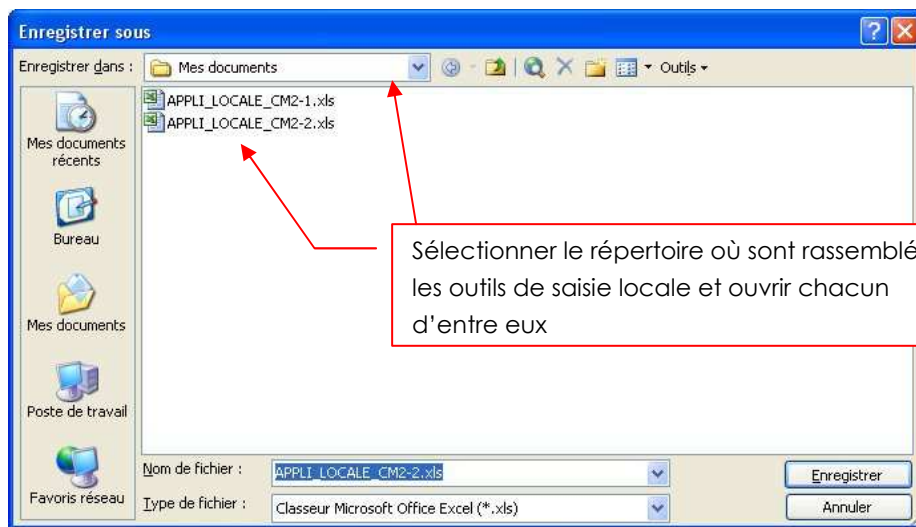 Enregistrer sous
Enregistrer dans :
Mes documents
Outils
APPLI_LOCALE_CM2-1.xls
APPLI_LOCALE_CM2-2.xls
Mes documents
récents
Bureau
Mes documents
Poste de travail
Favoris réseau
Sélectionner le répertoire où sont rassemblé
les outils de saisie locale et ouvrir chacun
d'entre eux
Nom de fichier :
APPLI_LOCALE_CM2-2.xls
Enregistrer
Type de fichier :
Classeur Microsoft Office Excel (*.xls)
Annuler